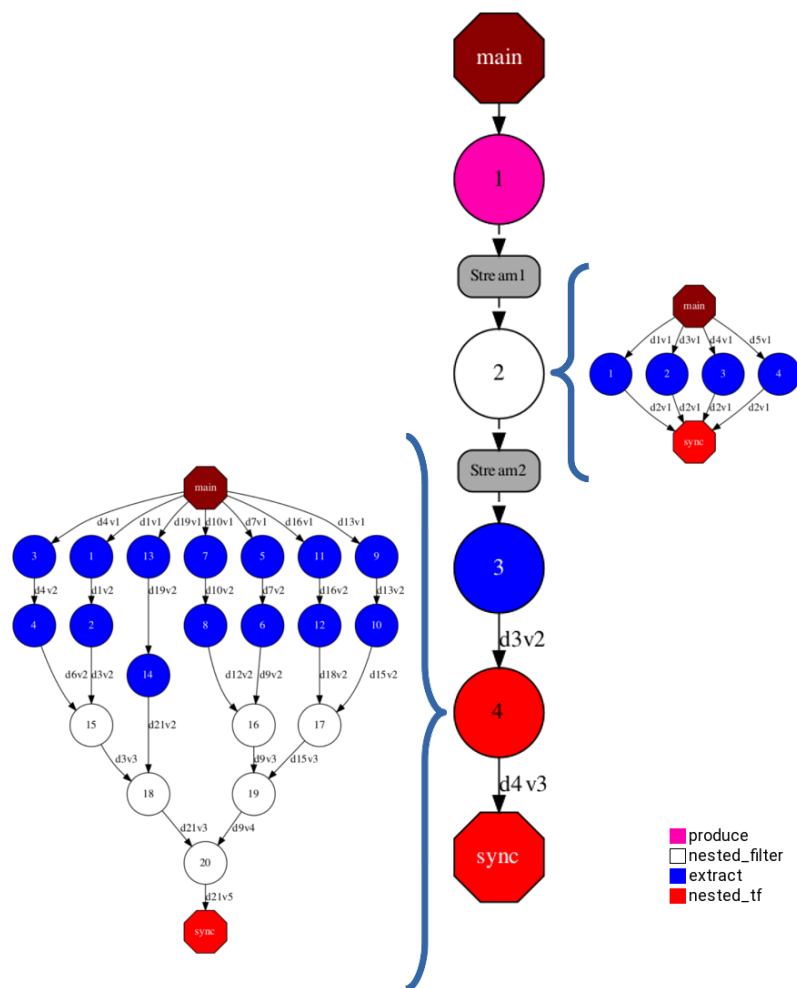 main
1
Stream1
main
d1v1 d3v1 d4v1 d5v1
2
1 2 3 4
d2v1 d2v1 d2v1 d2v1
sync
Stream2
main
d4v1 d1v1 d19v1 d10v1 d7v1 d16v1 d13v1
3 1 13 7 5 11 9
3
d4v2 d1v2 d19v2 d10v2 d7v2 d16v2 d13v2
4 2 8 6 12 10
d3v2
d6v2 d3v2 14 d12v2 d9v2 d18v2 d15v2
4
15 d21v2 16 17
d3v3 d9v3 d15v3
d4v3
18 19
d21v3 d9v4
20
sync
d21v5
sync
produce
nested_filter
extract
nested_tf